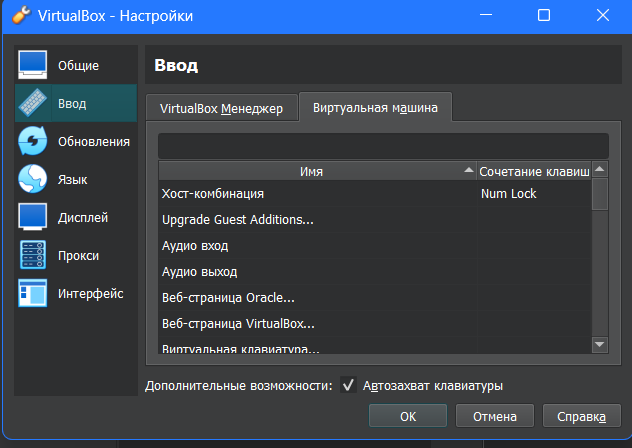 VirtualBox - Настройки
Общие
Ввод
Обновления
Язык
Дисплей
Прокси
Интерфейс
Ввод
VirtualBox Менеджер
Виртуальная машина
Имя
Сочетание клавиш
Хост-комбинация
Num Lock
Upgrade Guest Additions...
Аудио вход
Аудио выход
Веб-страница Oracle...
Веб-страница VirtualBox...
Виртуальная клавиатура...
Дополнительные возможности:
Автозахват клавиатуры
OK
Отмена
Справка